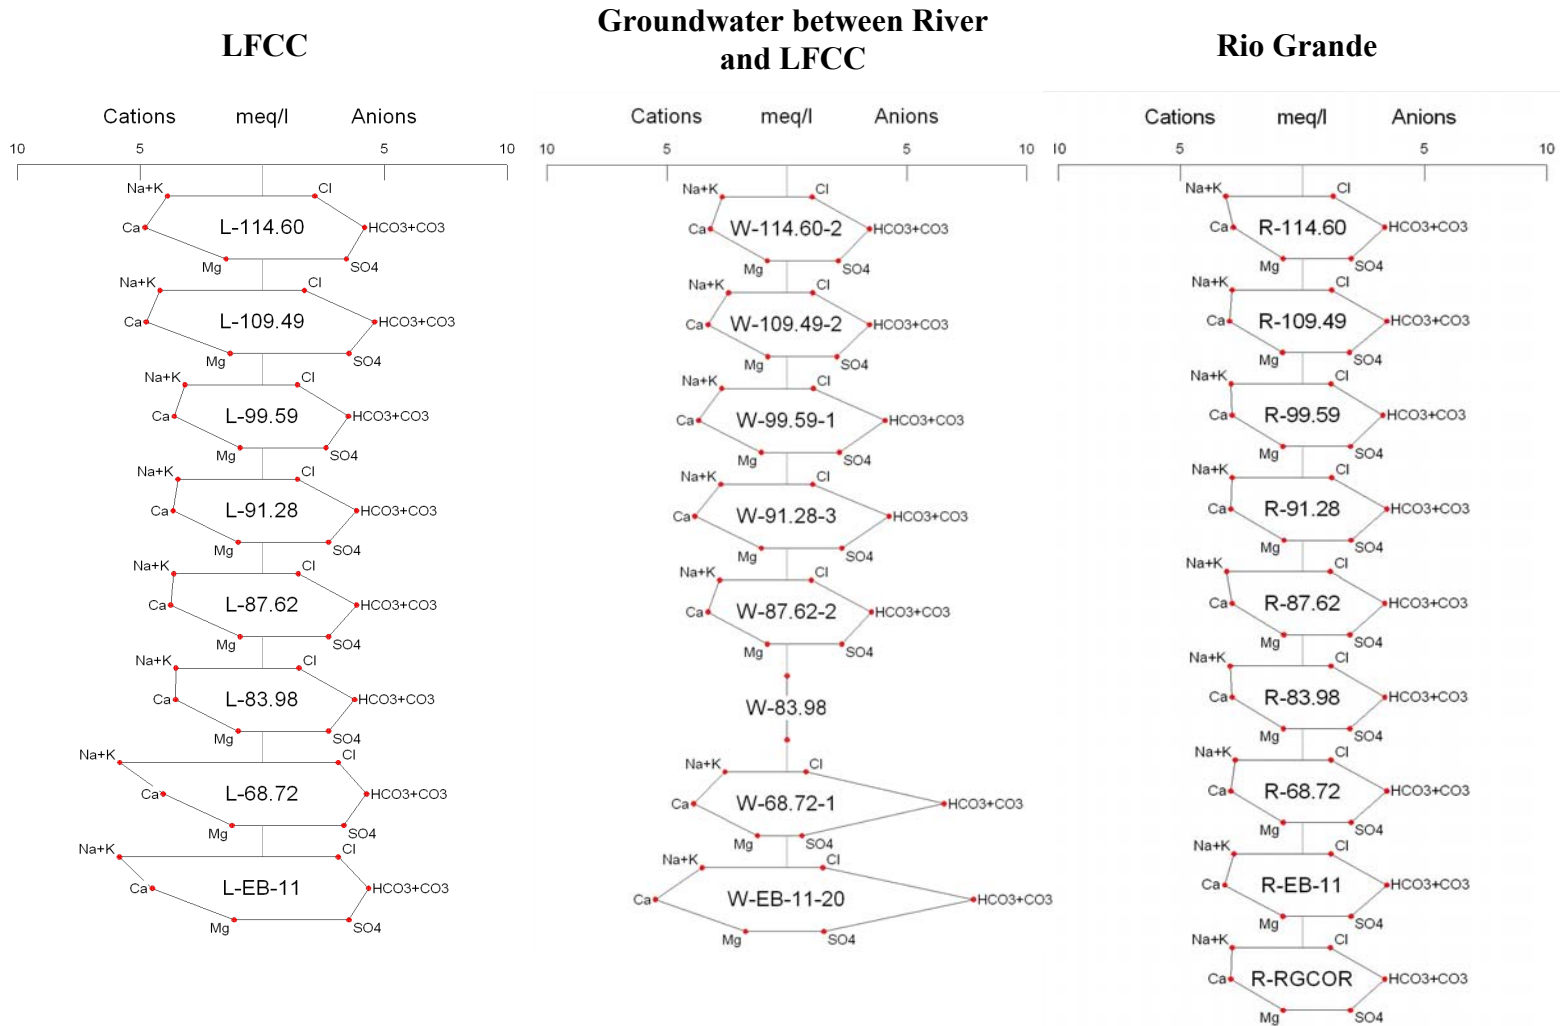 LFCC
Cations meq/l Anions
10 5 5 10
Na+K Cl
Ca L-114.60 HCO3+CO3
Mg SO4
Na+K Cl
Ca L-109.49 HCO3+CO3
Mg SO4
Na+K Cl
Ca L-99.59 HCO3+CO3
Mg SO4
Na+K Cl
Ca L-91.28 HCO3+CO3
Mg SO4
Na+K Cl
Ca L-87.62 HCO3+CO3
Mg SO4
Na+K Cl
Ca L-83.98 HCO3+CO3
Mg SO4
Na+K Cl
Ca L-68.72 HCO3+CO3
Mg SO4
Na+K Cl
Ca L-EB-11 HCO3+CO3
Mg SO4
Groundwater between River
and LFCC
Cations meq/l Anions
10 5 5 10
Na+K Cl
Ca W-114.60-2 HCO3+CO3
Mg SO4
Na+K Cl
Ca W-109.49-2 HCO3+CO3
Mg SO4
Na+K Cl
Ca W-99.59-1 HCO3+CO3
Mg SO4
Na+K Cl
Ca W-91.28-3 HCO3+CO3
Mg SO4
Na+K Cl
Ca W-87.62-2 HCO3+CO3
Mg SO4
W-83.98
Na+K Cl
Ca W-68.72-1 HCO3+CO3
Mg SO4
Na+K Cl
Ca W-EB-11-20 HCO3+CO3
Mg SO4
Rio Grande
Cations meq/l Anions
10 5 5 10
Na+K Cl
Ca R-114.60 HCO3+CO3
Mg SO4
Na+K Cl
Ca R-109.49 HCO3+CO3
Mg SO4
Na+K Cl
Ca R-99.59 HCO3+CO3
Mg SO4
Na+K Cl
Ca R-91.28 HCO3+CO3
Mg SO4
Na+K Cl
Ca R-87.62 HCO3+CO3
Mg SO4
Na+K Cl
Ca R-83.98 HCO3+CO3
Mg SO4
Na+K Cl
Ca R-68.72 HCO3+CO3
Mg SO4
Na+K Cl
Ca R-EB-11 HCO3+CO3
Mg SO4
Na+K Cl
Ca R-RGCOR HCO3+CO3
Mg SO4